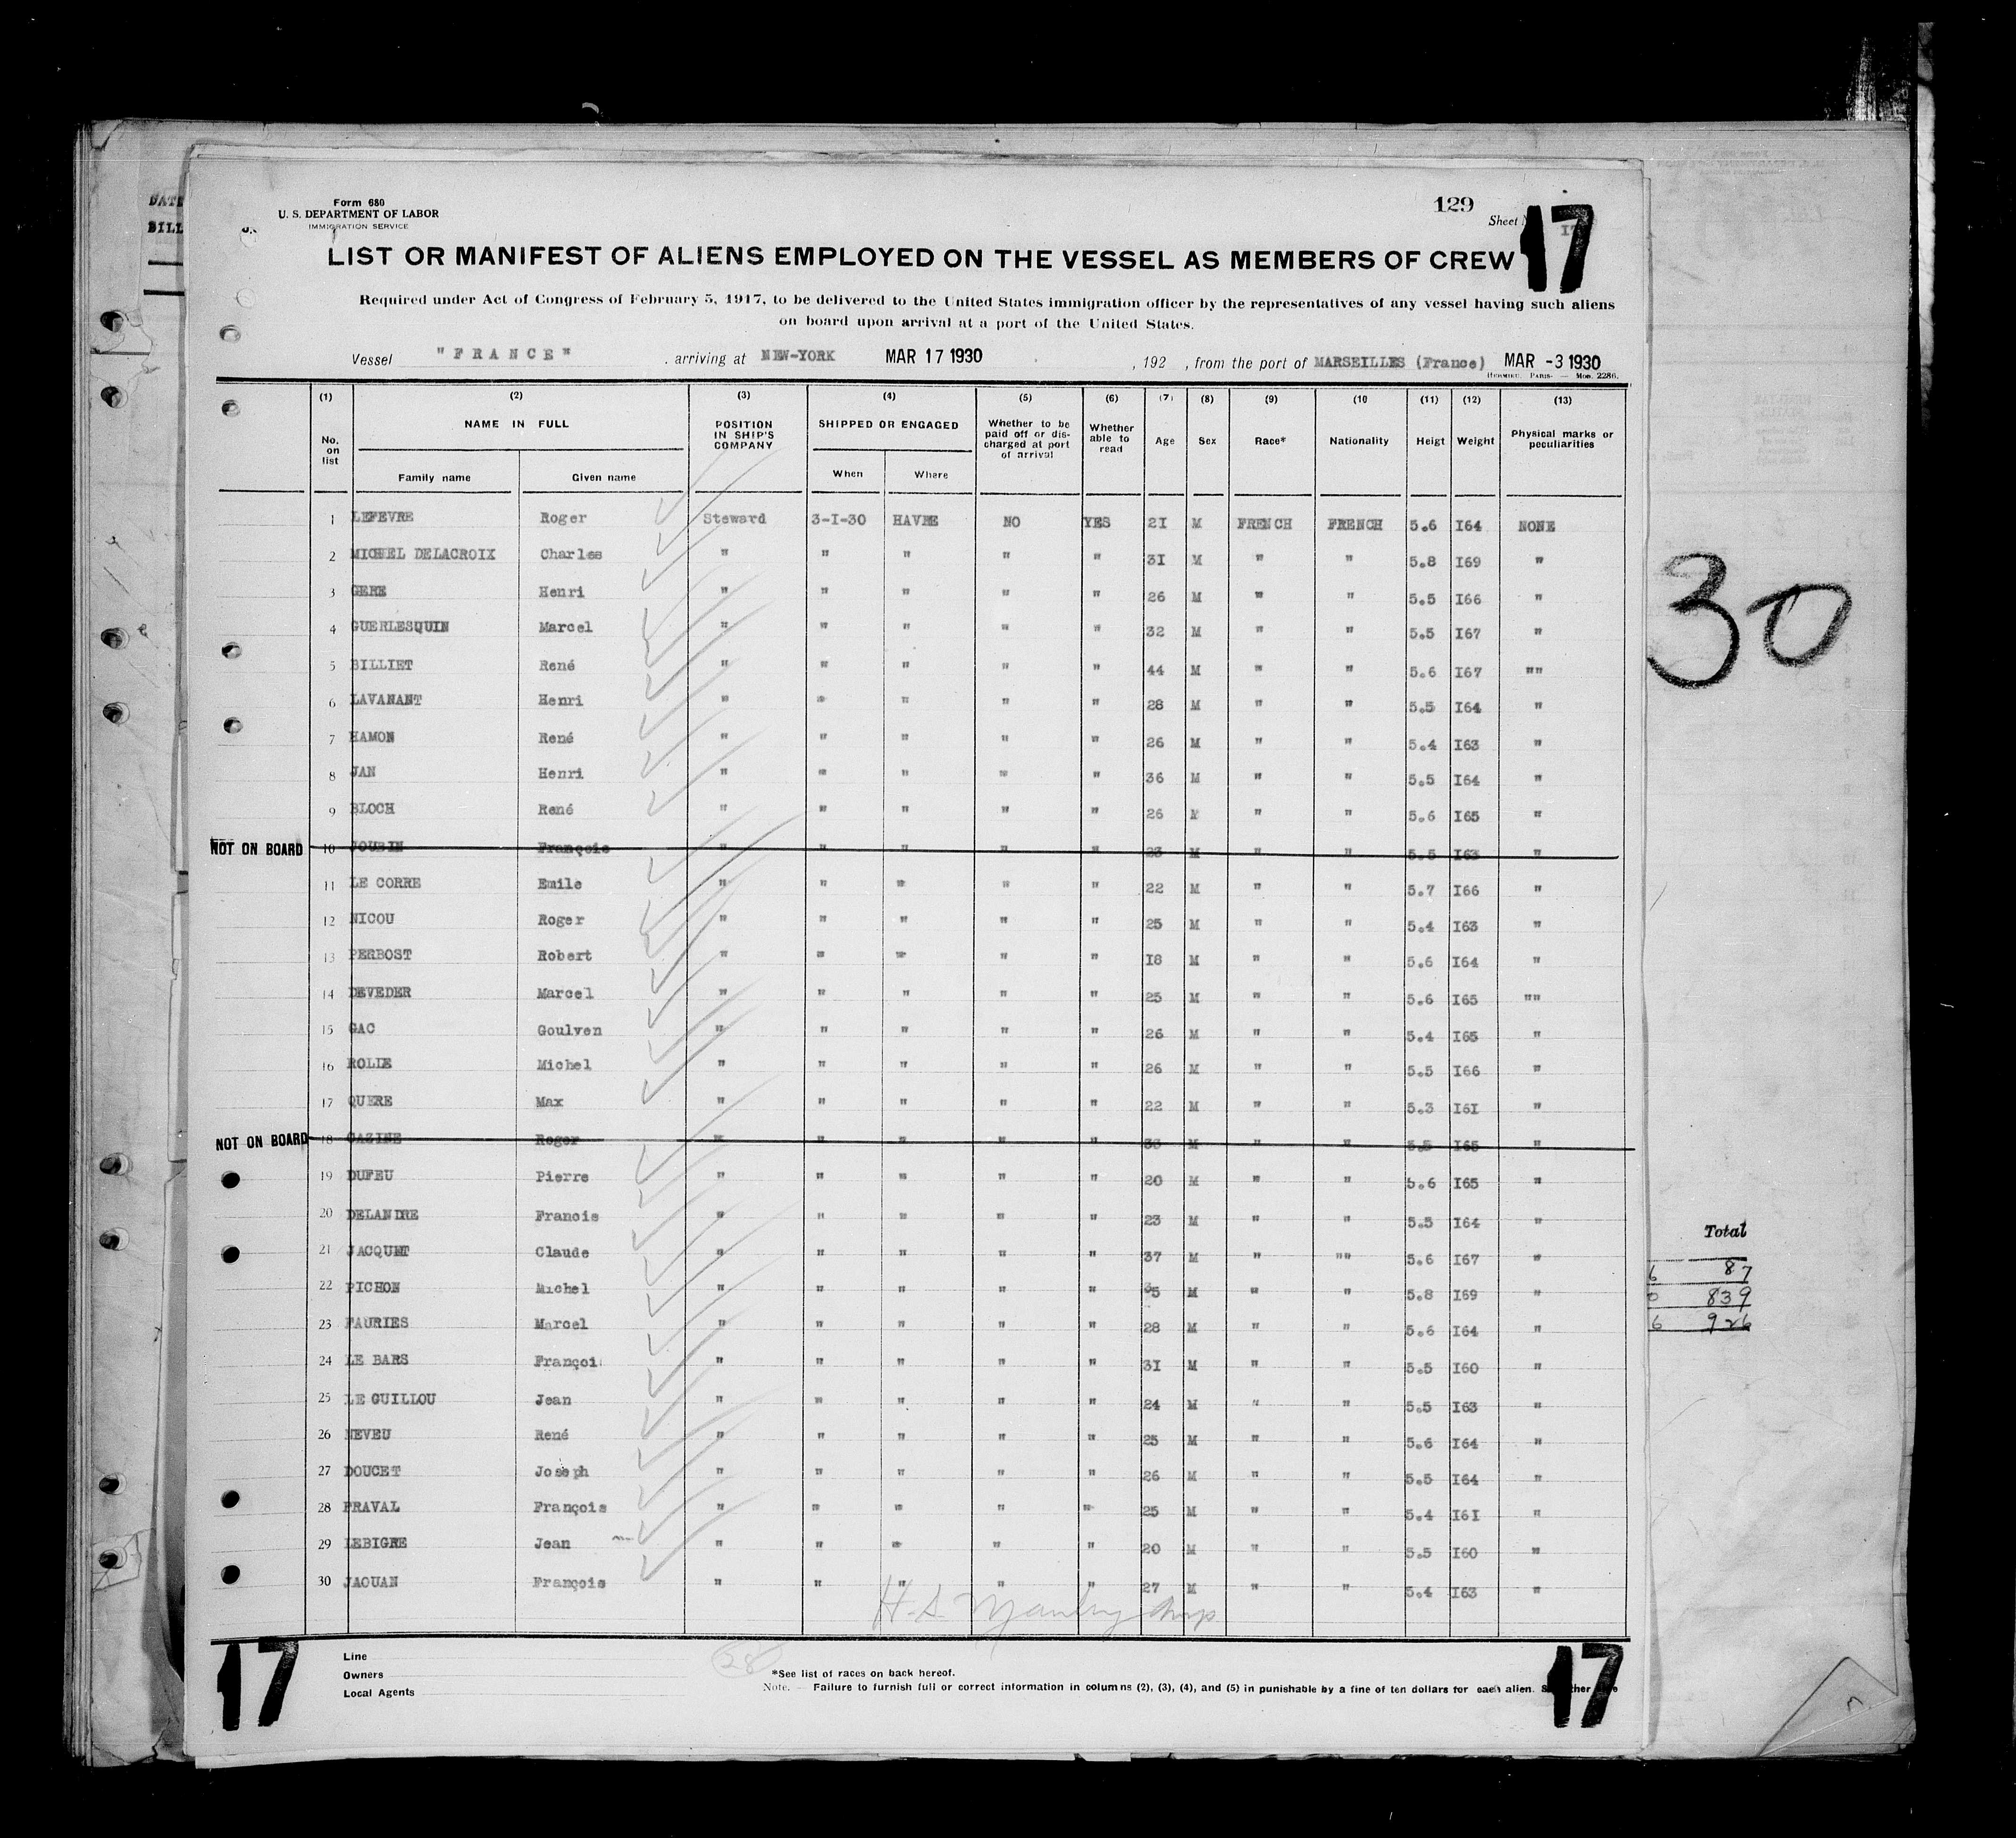 Form 680
U. S. DEPARTMENT OF LABOR
IMMIGRATION SERVICE
129
Sheet
17
LIST OR MANIFEST OF ALIENS EMPLOYED ON THE VESSEL AS MEMBERS OF CREW
Required under Act of Congress of February 5, 1917, to be delivered to the United States immigration officer by the representatives of any vessel having such aliens
on board upon arrival at a port of the United States.
Vessel "FRANCE" , arriving at NEW-YORK MAR 17 1930 , 192 , from the port of MARSEILLES (France) MAR -3 1930
(1) (2) (3) (4) (5) (6) (7) (8) (9) (10 (11) (12) (13)
No. on list NAME IN FULL Family name Given name POSITION IN SHIP'S COMPANY SHIPPED OR ENGAGED When Where Whether to be paid off or discharged at port of arrival Whether able to read Age Sex Race* Nationality Heigt Weight Physical marks or peculiarities
1 LEFEVRE Roger Steward 3-I-30 HAVRE NO YES 2I M FRENCH FRENCH 5.6 I64 NONE
2 MICHEL DELACROIX Charles " " " " " 3I M " " 5.8 I69 "
3 GERE Henri " " " " " 26 M " " 5.5 I66 "
4 GUERLESQUIN Marcel " " " " " 32 M " " 5.5 I67 "
5 BILLIET René " " " " " 44 M " " 5.6 I67 ""
6 LAVANANT Henri " " " " " 28 M " " 5.5 I64 "
7 HAMON René " " " " " 26 M " " 5.4 I63 "
8 JAN Henri " " " " " 36 M " " 5.5 I64 "
9 BLOCH René " " " " " 26 M " " 5.6 I65 "
NOT ON BOARD 10 JOUBIN François " " " " " 23 M " " 5.5 I63 "
11 LE CORRE Emile " " " " " 22 M " " 5.7 I66 "
12 NICOU Roger " " " " " 25 M " " 5.4 I63 "
13 PERBOST Robert " " " " " I8 M " " 5.6 I64 "
14 DEVEDER Marcel " " " " " 25 M " " 5.6 I65 ""
15 GAC Goulven " " " " " 26 M " " 5.4 I65 "
16 ROLIE Michel " " " " " 26 M " " 5.5 I66 "
17 QUERE Max " " " " " 22 M " " 5.3 I6I "
NOT ON BOARD 18 CAZINE Roger " " " " " M " " 5.5 I65 "
19 DUFEU Pierre " " " " " 20 M " " 5.6 I65 "
20 DELANDRE Francis " " " " " 23 M " " 5.5 I64 "
21 JACQUET Claude " " " " " 37 M " "" 5.6 I67 "
22 PICHON Michel " " " " " 35 M " " 5.8 I69 "
23 FAURIES Marcel " " " " " 28 M " " 5.6 I64 "
24 LE BARS Françoi " " " " " 3I M " " 5.5 I60 "
25 LE GUILLOU Jean " " " " " 24 M " " 5.5 I63 "
26 NEVEU René " " " " " 25 M " " 5.6 I64 "
27 DOUCET Joseph " " " " " 26 M " " 5.5 I64 "
28 PRAVAL François " " " " " 25 M " " 5.4 I6I "
29 LEBIGRE Jean " " " " " 20 M " " 5.5 I60 "
30 JAOUAN François " " " " " 27 M " " 5.4 I63 "
30
Total
6 87
0 839
6 926
28
Line
Owners
Local Agents
*See list of races on back hereof.
Note. — Failure to furnish full or correct information in columns (2), (3), (4), and (5) in punishable by a fine of ten dollars for each alien.
17
17